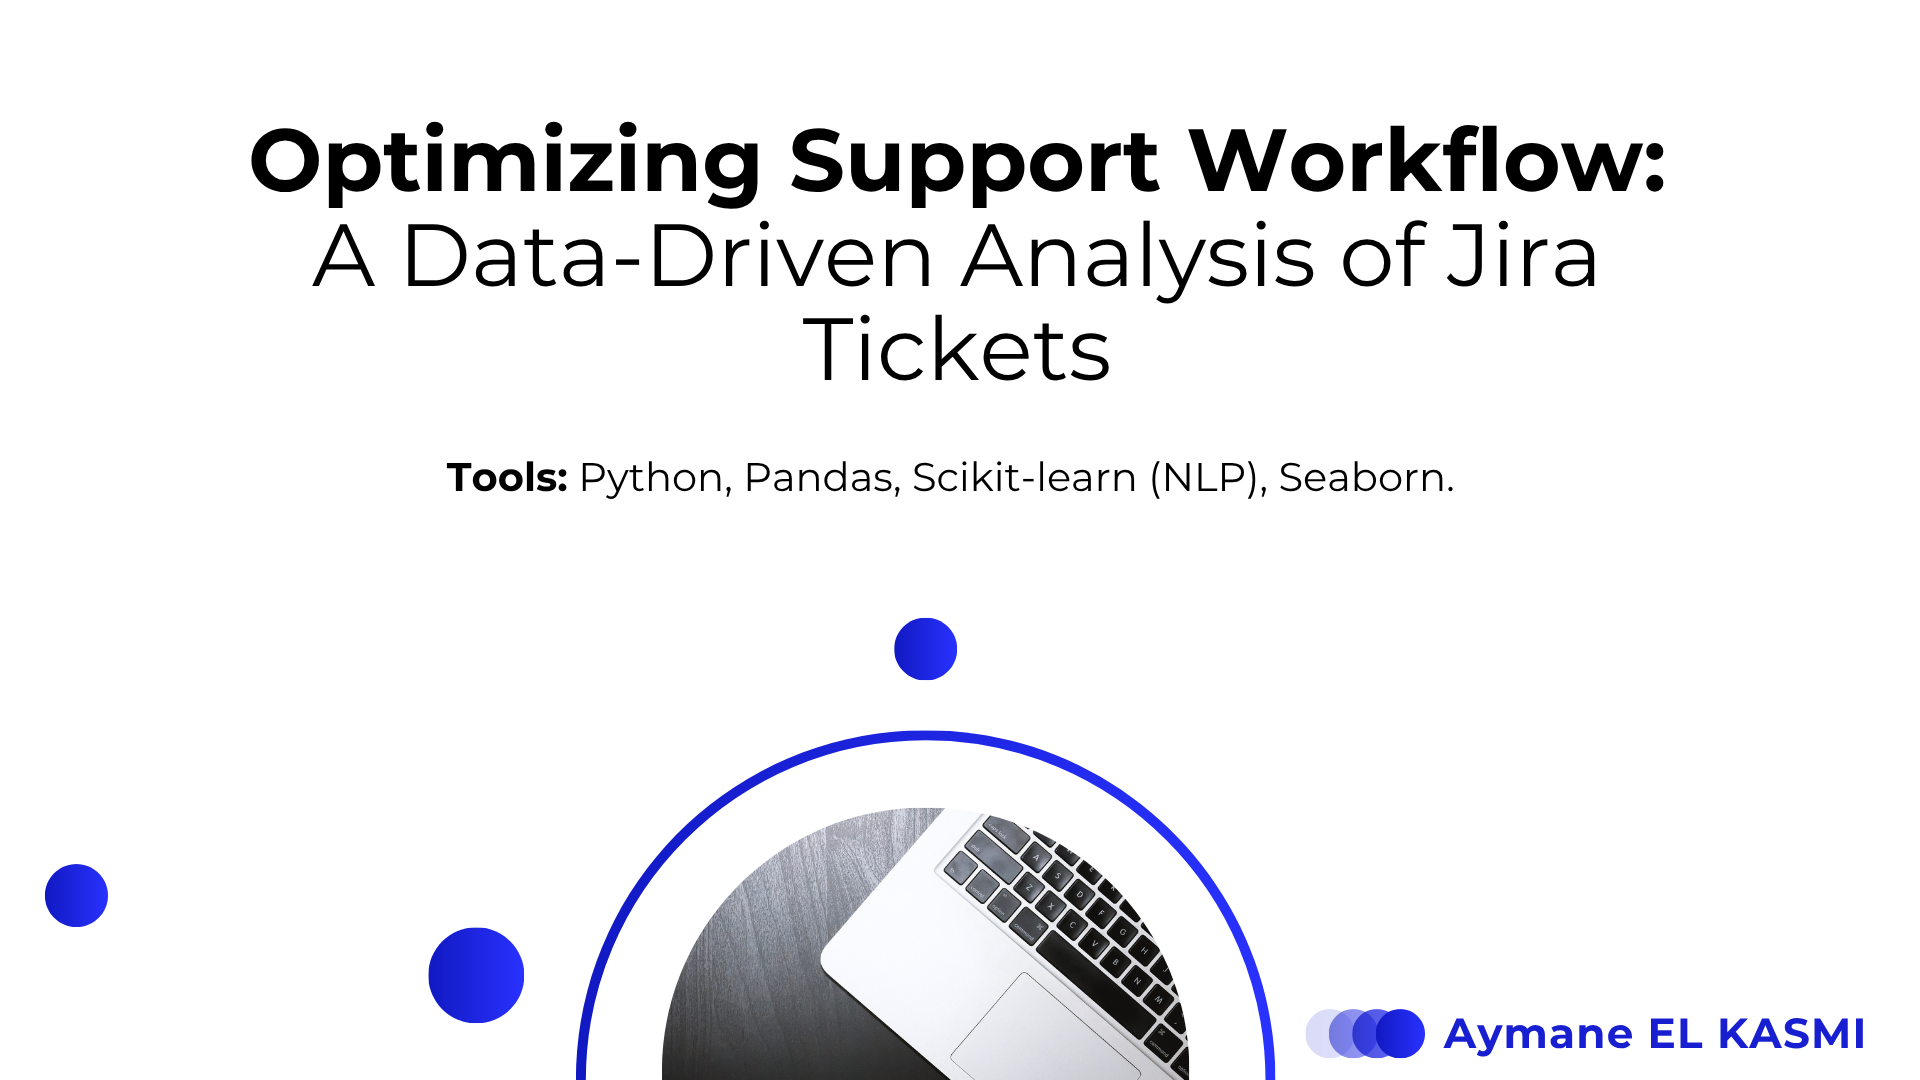 Optimizing Support Workflow:
A Data-Driven Analysis of Jira
Tickets
Tools: Python, Pandas, Scikit-learn (NLP), Seaborn.
Aymane EL KASMI